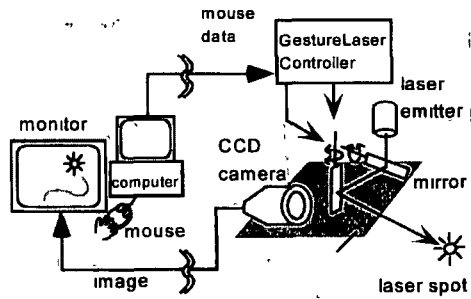 mouse
data
GestureLaser
Controller
laser
emitter
monitor
CCD
camera
computer
mirror
mouse
image
laser spot